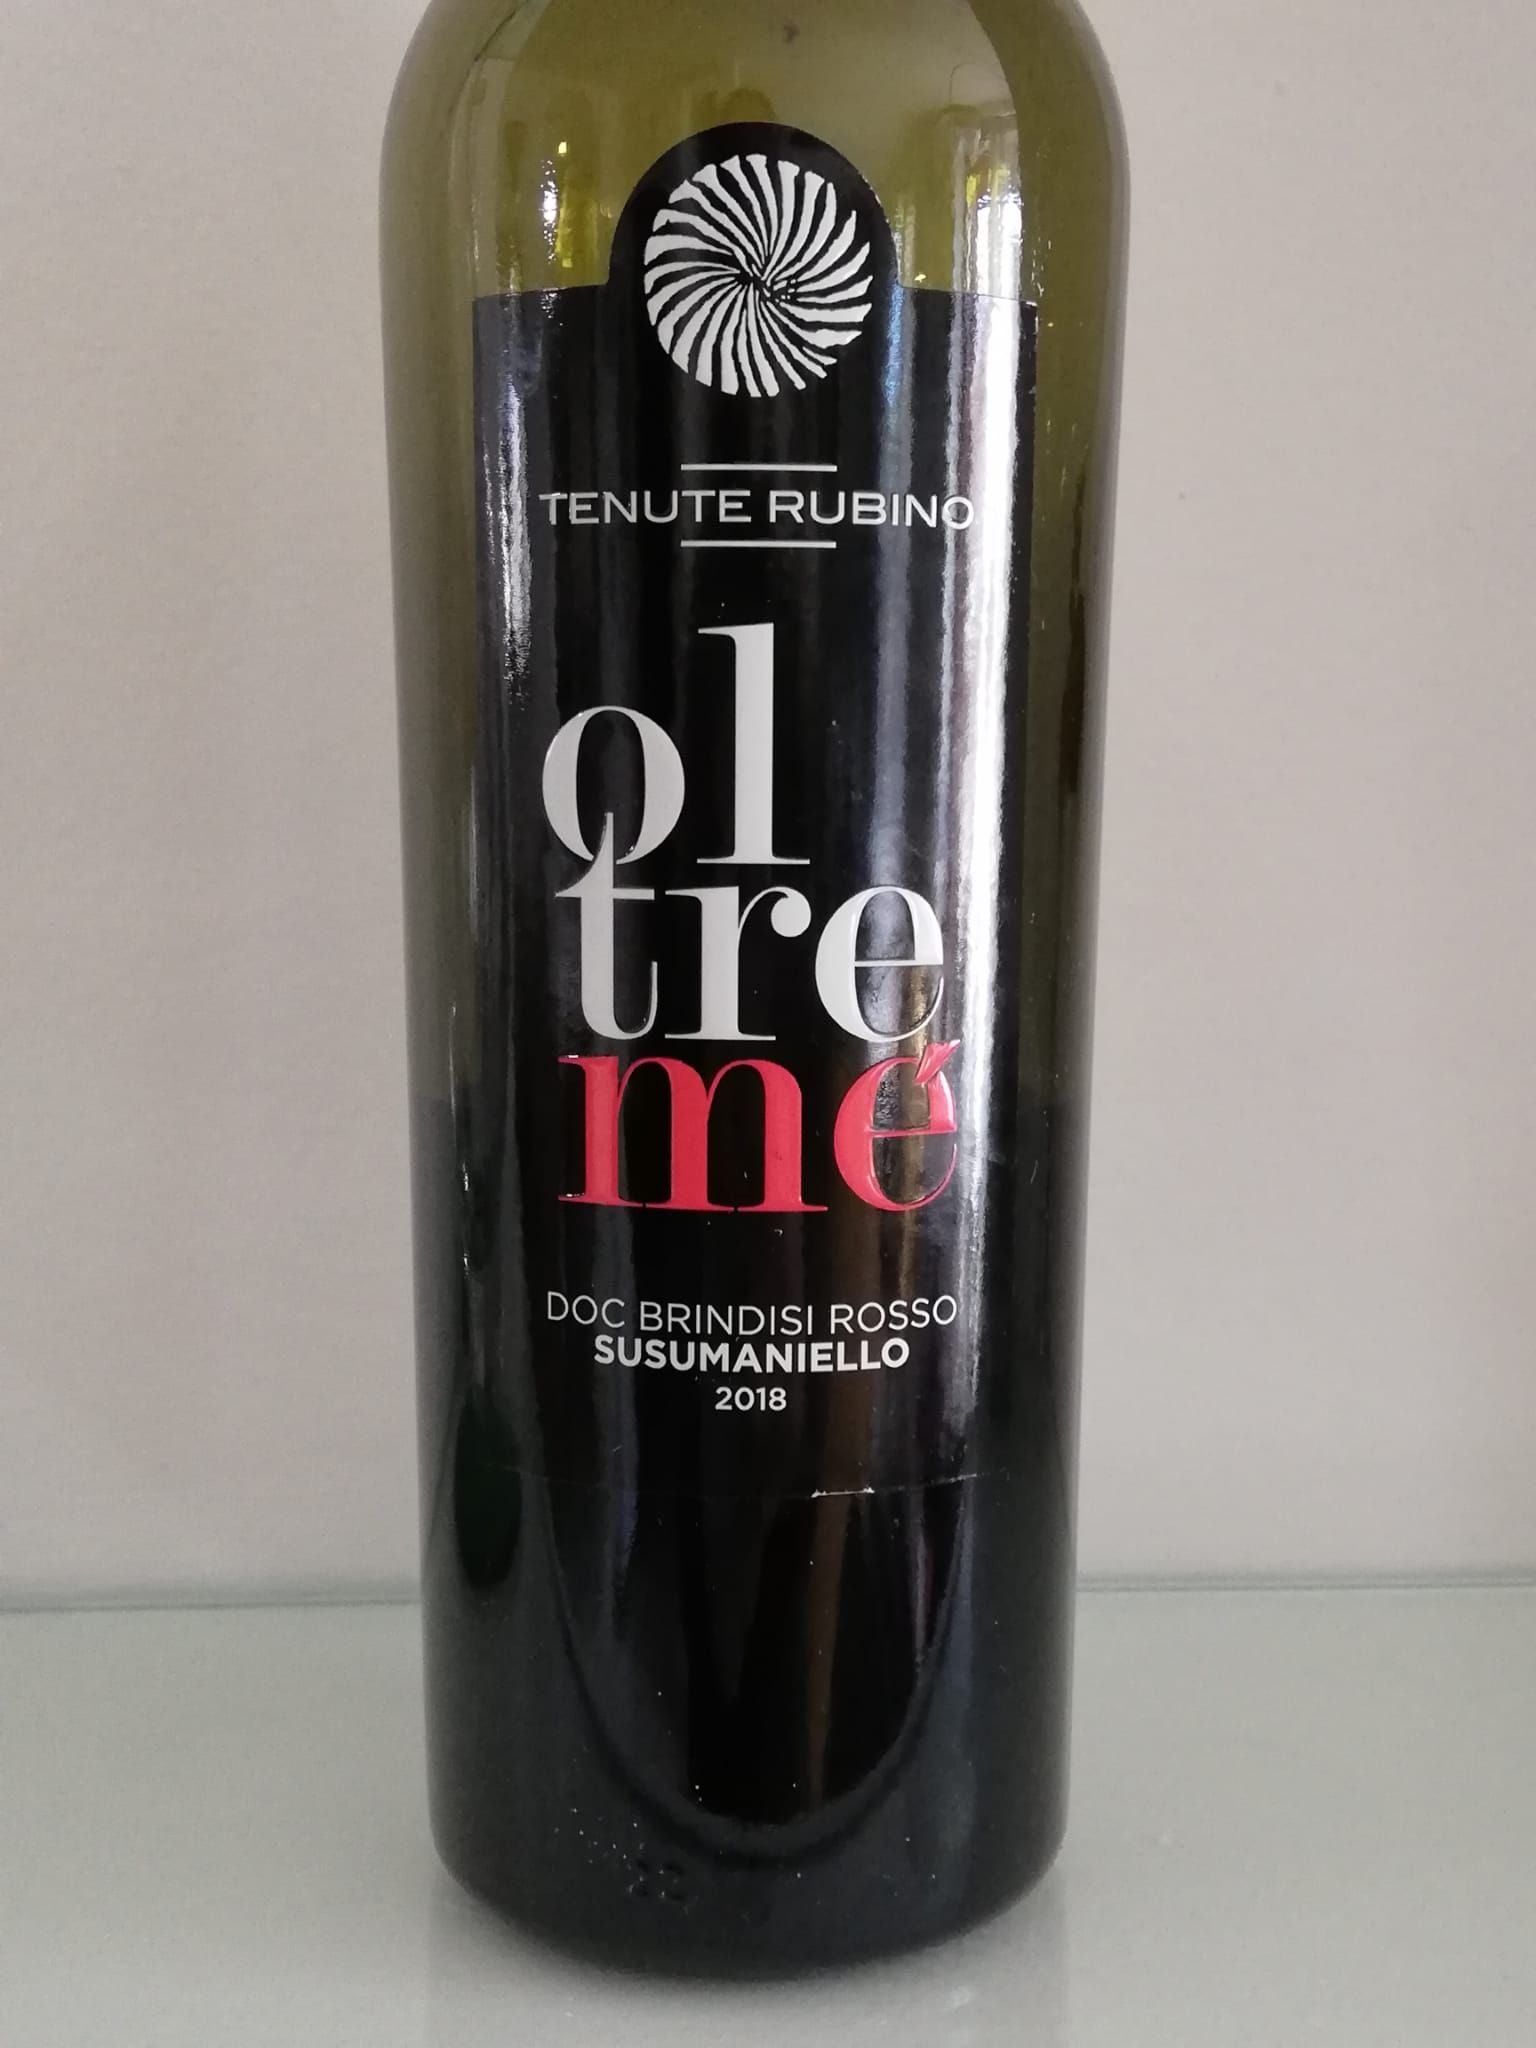 TENUTE RUBINO
ol
tre
mé
DOC BRINDISI ROSSO
SUSUMANIELLO
2018